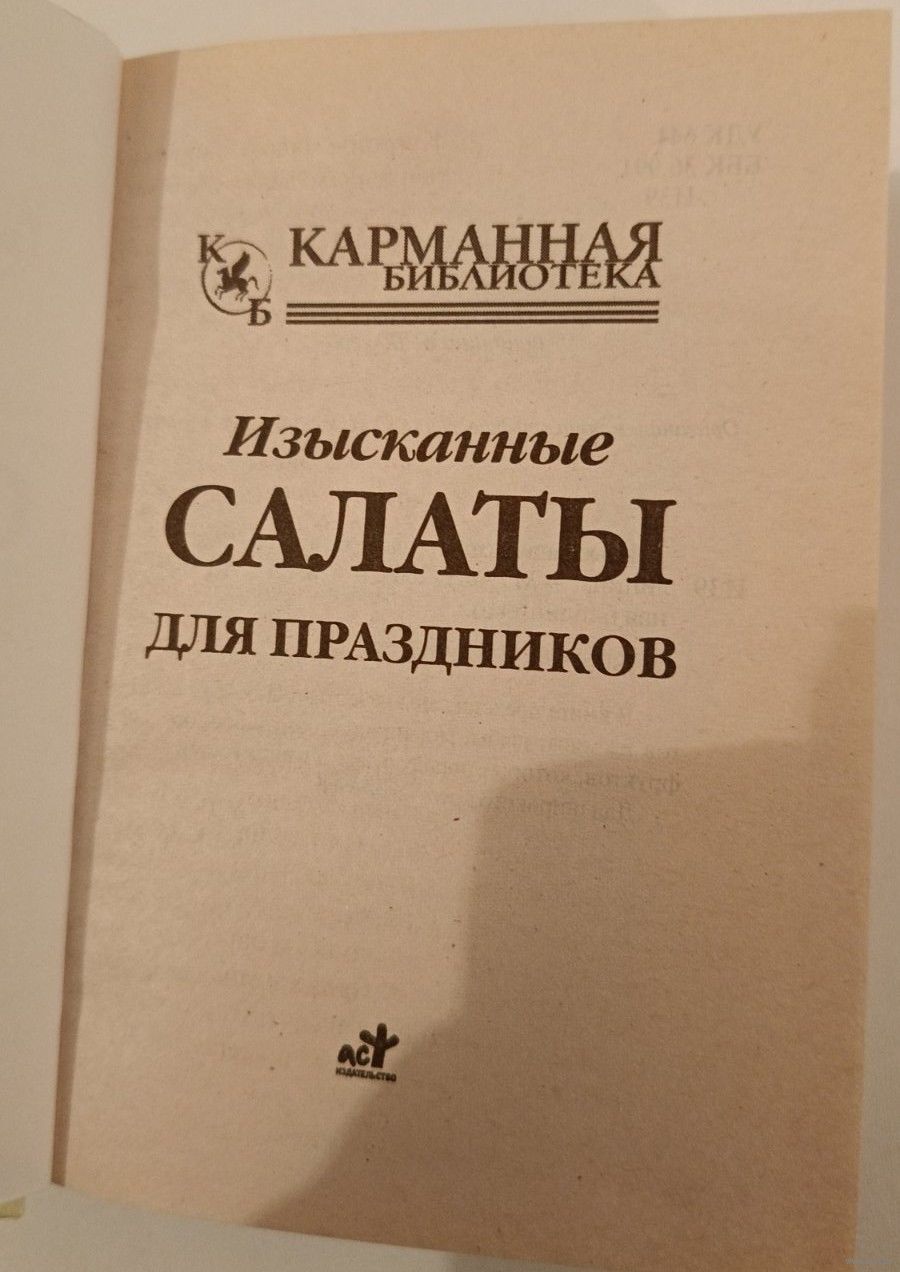 К
Б
КАРМАННАЯ
БИБЛИОТЕКА
Изысканные
САЛАТЫ
ДЛЯ ПРАЗДНИКОВ
аст
ИЗДАТЕЛЬСТВО